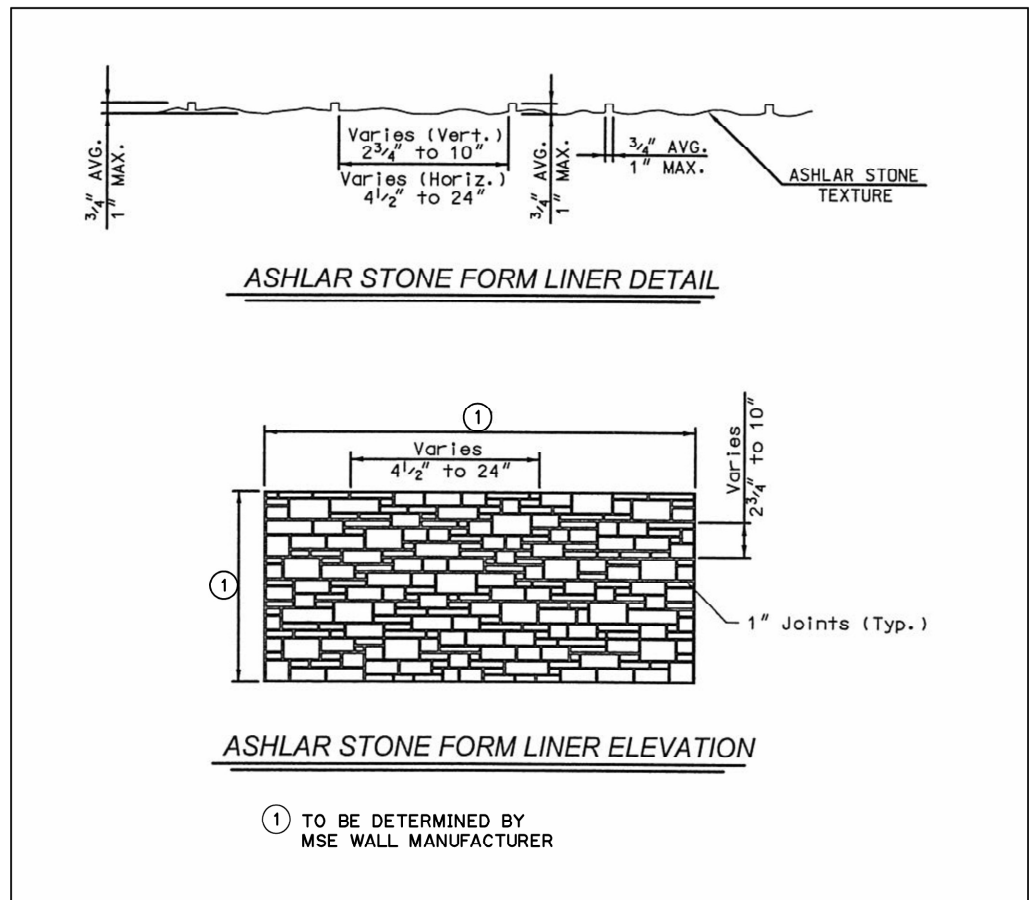 3/4" AVG.
1" MAX.
Varies (Vert.)
2 3/4" to 10"
Varies (Horiz.)
4 1/2" to 24"
3/4" AVG.
1" MAX.
3/4" AVG.
1" MAX.
ASHLAR STONE
TEXTURE
ASHLAR STONE FORM LINER DETAIL
1
Varies
4 1/2" to 24"
Varies
2 3/4" to 10"
1
1" Joints (Typ.)
ASHLAR STONE FORM LINER ELEVATION
1 TO BE DETERMINED BY
MSE WALL MANUFACTURER